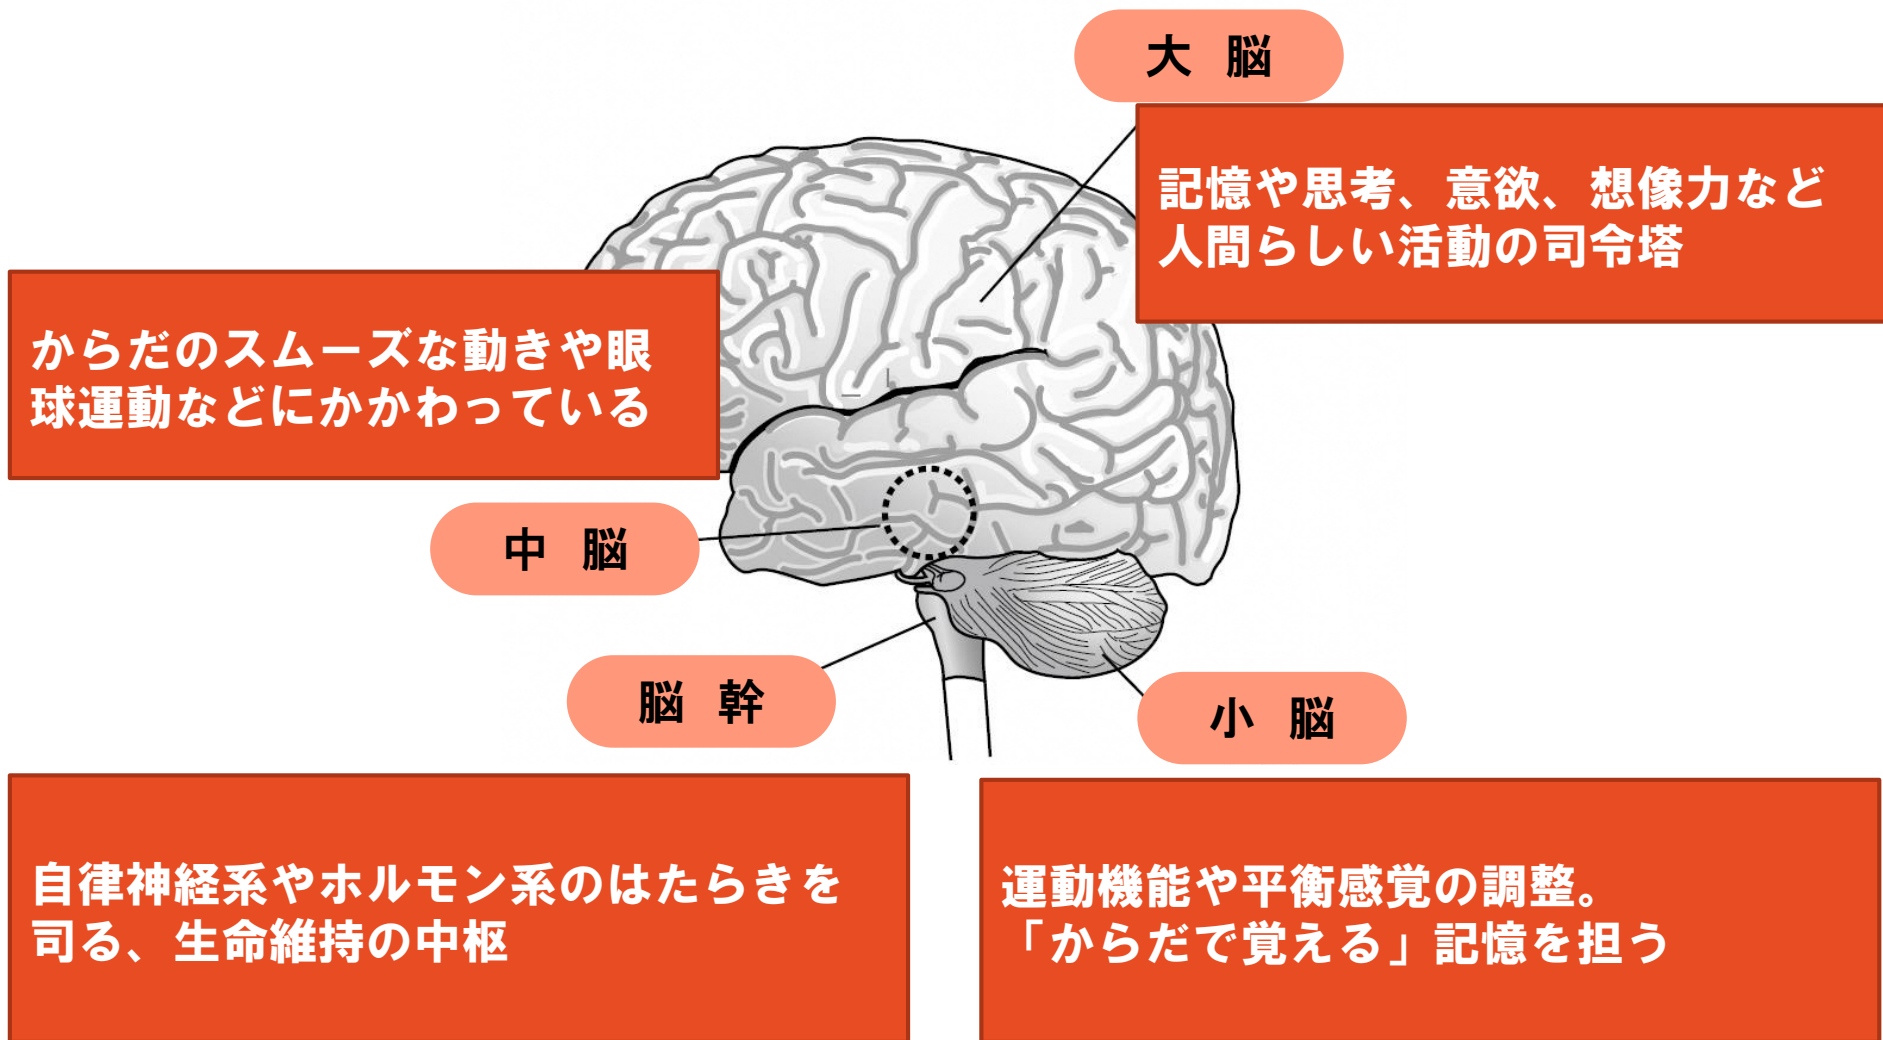 大 脳
記憶や思考、意欲、想像力など
人間らしい活動の司令塔
からだのスムーズな動きや眼
球運動などにかかわっている
中 脳
脳 幹
小 脳
自律神経系やホルモン系のはたらきを
司る、生命維持の中枢
運動機能や平衡感覚の調整。
「からだで覚える」記憶を担う